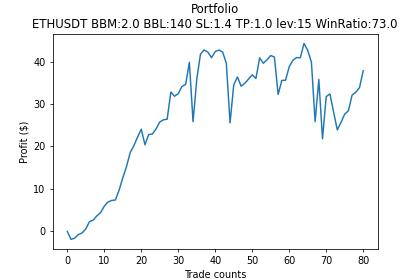 Portfolio
ETHUSDT BBM:2.0 BBL:140 SL:1.4 TP:1.0 lev:15 WinRatio:73.0
40
30
20
10
0
Profit ($)
0 10 20 30 40 50 60 70 80
Trade counts